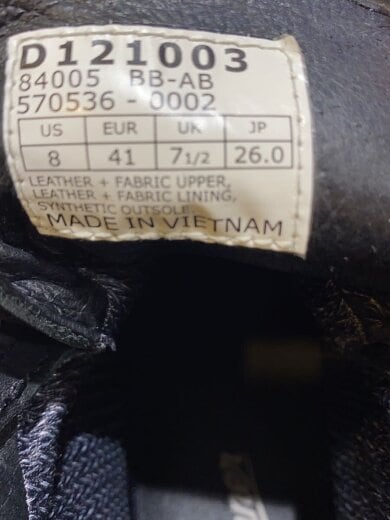 D121003
84005 BB-AB
570536-0002
US EUR UK JP
8 41 7 1/2 26.0
LEATHER + FABRIC UPPER,
LEATHER + FABRIC LINING,
SYNTHETIC OUTSOLE
MADE IN VIETNAM